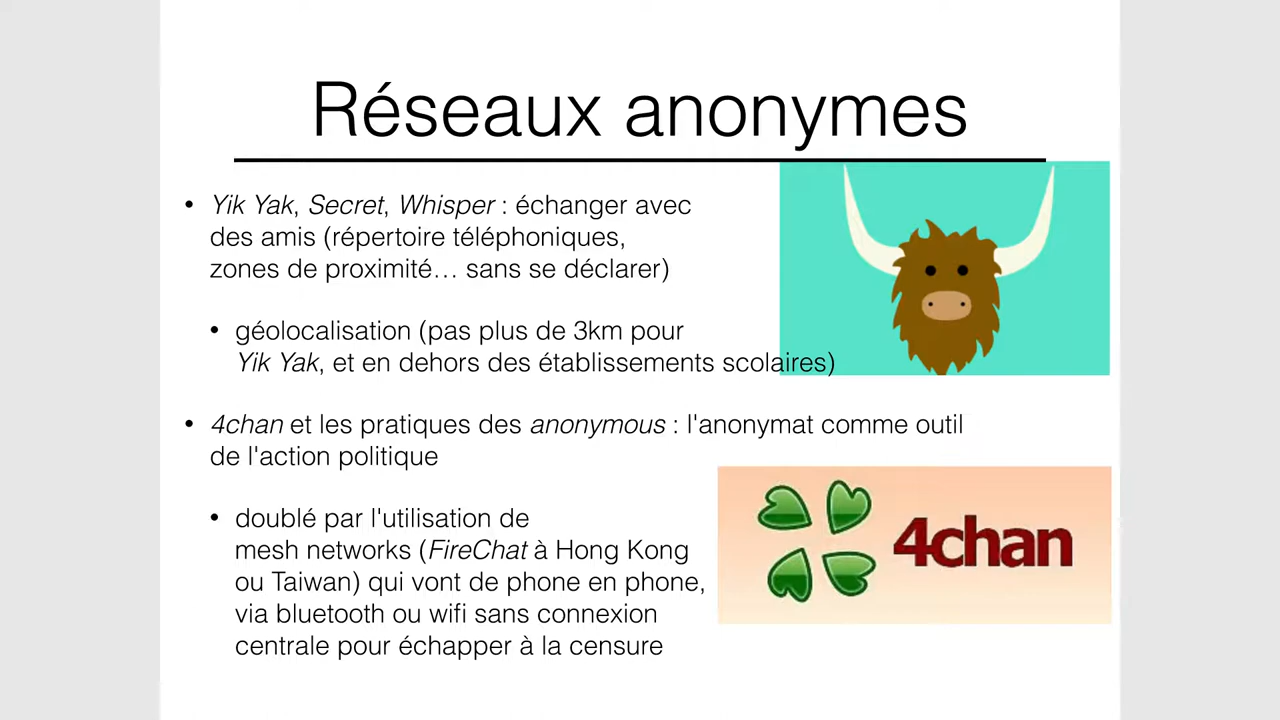 Réseaux anonymes
• Yik Yak, Secret, Whisper : échanger avec
des amis (répertoire téléphoniques,
zones de proximité… sans se déclarer)
• géolocalisation (pas plus de 3km pour
Yik Yak, et en dehors des établissements scolaires)
• 4chan et les pratiques des anonymous : l'anonymat comme outil
de l'action politique
• doublé par l'utilisation de
mesh networks (FireChat à Hong Kong
ou Taiwan) qui vont de phone en phone,
via bluetooth ou wifi sans connexion
centrale pour échapper à la censure
4chan